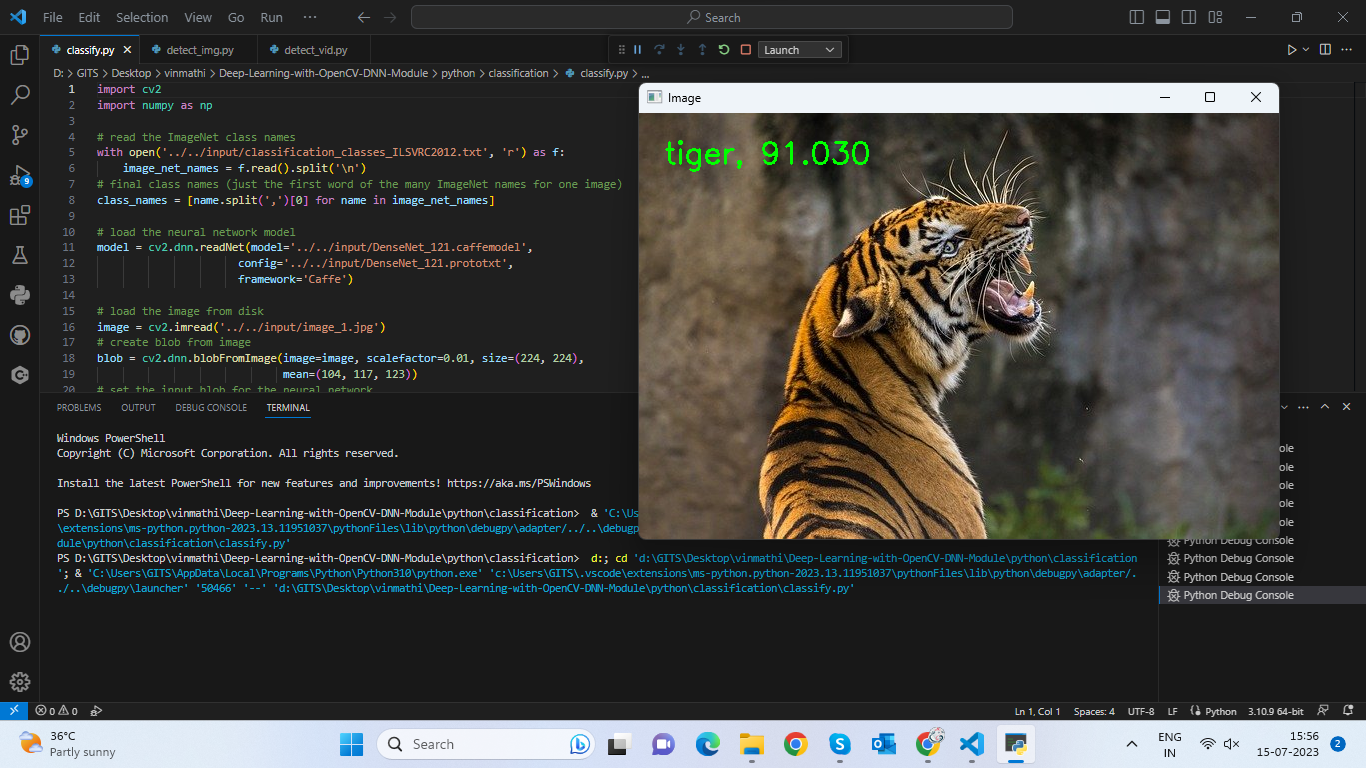 File Edit Selection View Go Run ··· Search
classify.py detect_img.py detect_vid.py Launch
D: > GITS > Desktop > vinmathi > Deep-Learning-with-OpenCV-DNN-Module > python > classification > classify.py > ...
1 import cv2
2 import numpy as np
3
4 # read the ImageNet class names
5 with open('../../input/classification_classes_ILSVRC2012.txt', 'r') as f:
6 image_net_names = f.read().split('\n')
7 # final class names (just the first word of the many ImageNet names for one image)
8 class_names = [name.split(',')[0] for name in image_net_names]
9
10 # load the neural network model
11 model = cv2.dnn.readNet(model='../../input/DenseNet_121.caffemodel',
12 config='../../input/DenseNet_121.prototxt',
13 framework='Caffe')
14
15 # load the image from disk
16 image = cv2.imread('../../input/image_1.jpg')
17 # create blob from image
18 blob = cv2.dnn.blobFromImage(image=image, scalefactor=0.01, size=(224, 224),
19 mean=(104, 117, 123))
20 # set the input blob for the neural network
Image
tiger, 91.030
9
PROBLEMS OUTPUT DEBUG CONSOLE TERMINAL
Windows PowerShell
Copyright (C) Microsoft Corporation. All rights reserved.
Install the latest PowerShell for new features and improvements! https://aka.ms/PSWindows
PS D:\GITS\Desktop\vinmathi\Deep-Learning-with-OpenCV-DNN-Module\python\classification> & 'C:\Us
\extensions\ms-python.python-2023.13.11951037\pythonFiles\lib\python\debugpy\adapter/../..\debugp
dule\python\classification\classify.py'
PS D:\GITS\Desktop\vinmathi\Deep-Learning-with-OpenCV-DNN-Module\python\classification> d:; cd 'd:\GITS\Desktop\vinmathi\Deep-Learning-with-OpenCV-DNN-Module\python\classification
'; & 'C:\Users\GITS\AppData\Local\Programs\Python\Python310\python.exe' 'c:\Users\GITS\.vscode\extensions\ms-python.python-2023.13.11951037\pythonFiles\lib\python\debugpy\adapter/.
./..\debugpy\launcher' '50466' '--' 'd:\GITS\Desktop\vinmathi\Deep-Learning-with-OpenCV-DNN-Module\python\classification\classify.py'
ole
ole
ole
ole
ole
Python Debug Console
Python Debug Console
Python Debug Console
Python Debug Console
0 0 Ln 1, Col 1 Spaces: 4 UTF-8 LF Python 3.10.9 64-bit
36°C
Partly sunny
Search
ENG
IN
15:56
15-07-2023
2